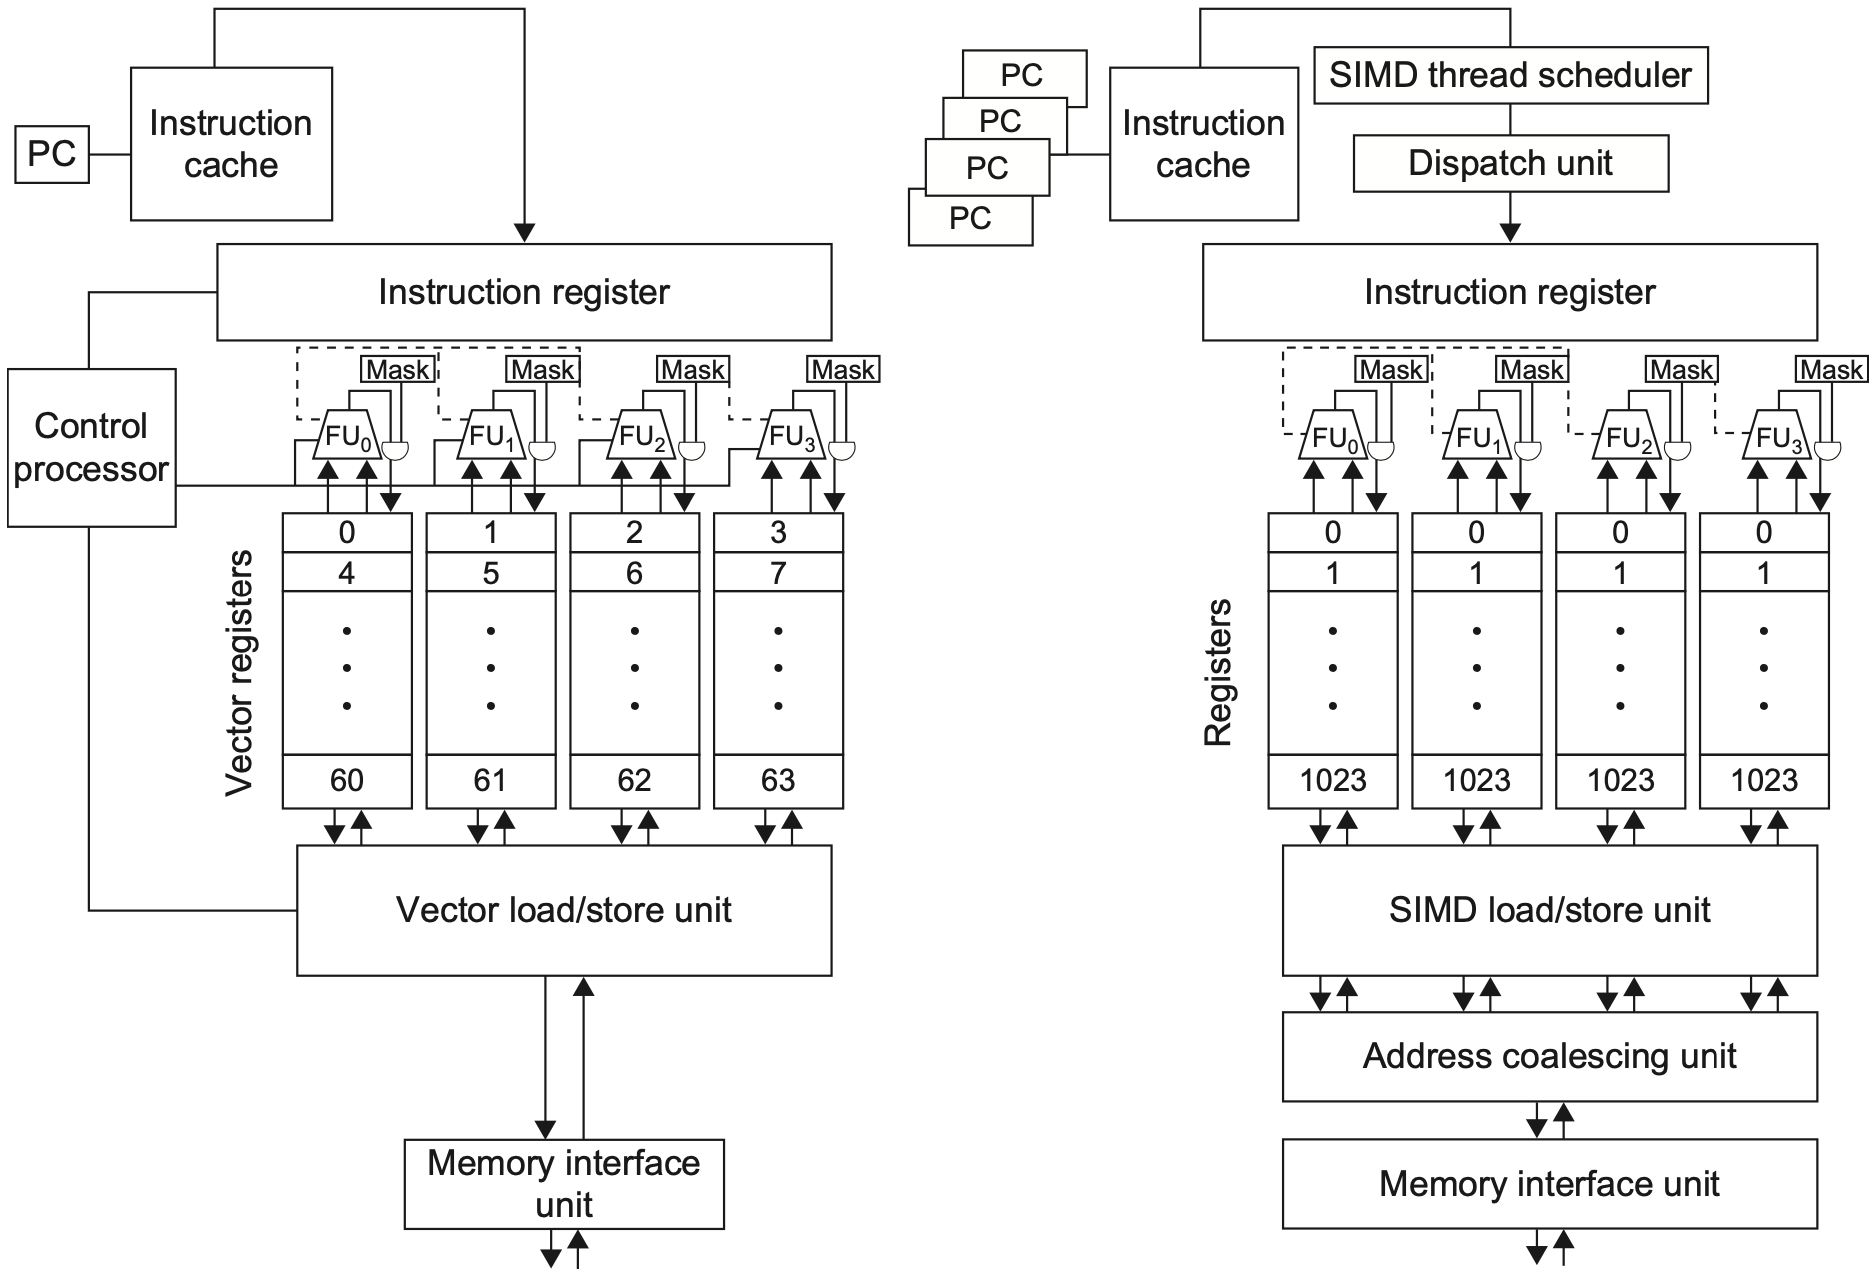 PC
Instruction
cache
Instruction register
Control
processor
Mask
Mask
Mask
Mask
FU0
FU1
FU2
FU3
Vector registers
0
1
2
3
4
5
6
7
60
61
62
63
Vector load/store unit
Memory interface
unit
PC
PC
PC
PC
Instruction
cache
SIMD thread scheduler
Dispatch unit
Instruction register
Mask
Mask
Mask
Mask
FU0
FU1
FU2
FU3
Registers
0
0
0
0
1
1
1
1
1023
1023
1023
1023
SIMD load/store unit
Address coalescing unit
Memory interface unit